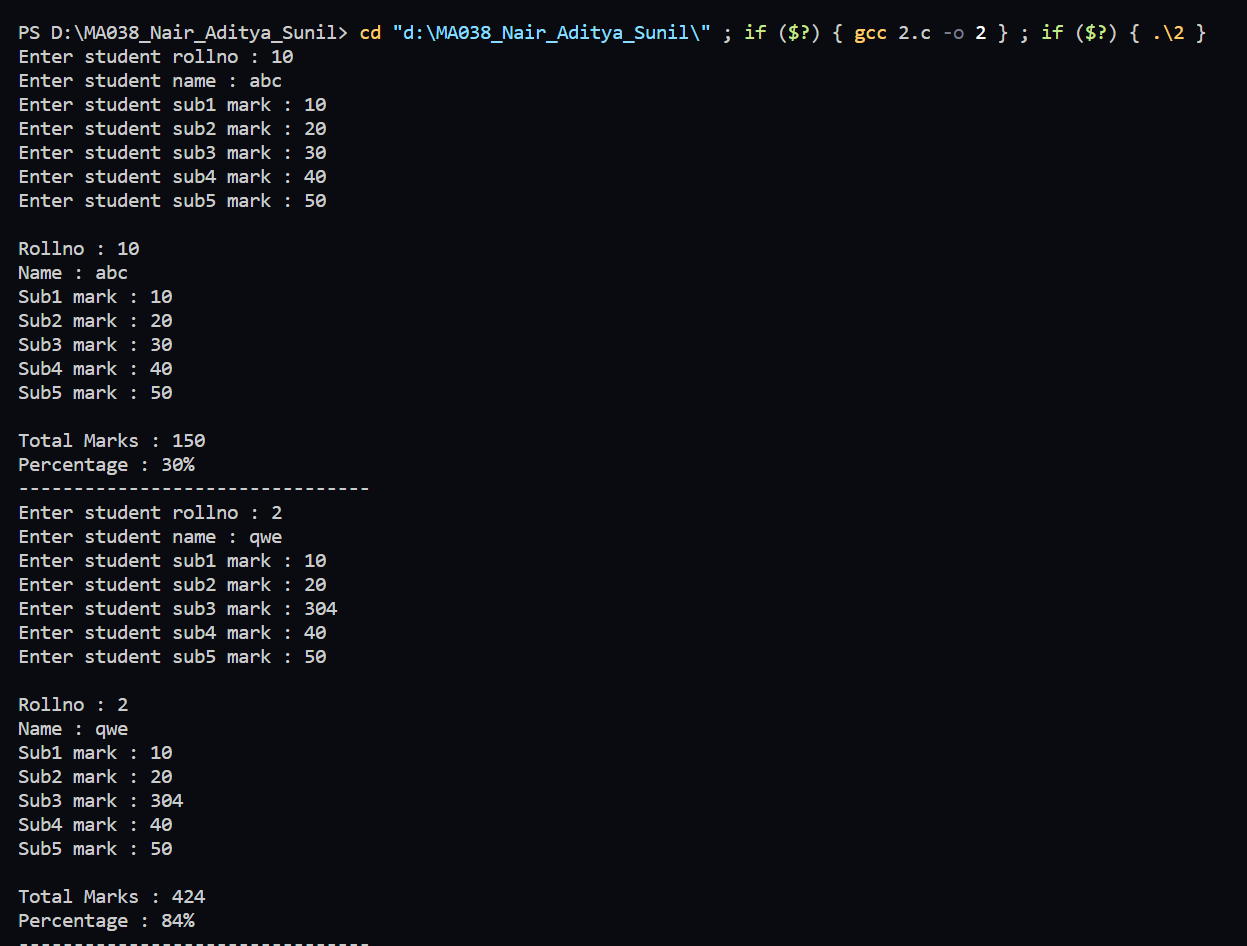 PS D:\MA038_Nair_Aditya_Sunil> cd "d:\MA038_Nair_Aditya_Sunil\" ; if ($?) { gcc 2.c -o 2 } ; if ($?) { .\2 }
Enter student rollno : 10
Enter student name : abc
Enter student sub1 mark : 10
Enter student sub2 mark : 20
Enter student sub3 mark : 30
Enter student sub4 mark : 40
Enter student sub5 mark : 50

Rollno : 10
Name : abc
Sub1 mark : 10
Sub2 mark : 20
Sub3 mark : 30
Sub4 mark : 40
Sub5 mark : 50

Total Marks : 150
Percentage : 30%
--------------------------------
Enter student rollno : 2
Enter student name : qwe
Enter student sub1 mark : 10
Enter student sub2 mark : 20
Enter student sub3 mark : 304
Enter student sub4 mark : 40
Enter student sub5 mark : 50

Rollno : 2
Name : qwe
Sub1 mark : 10
Sub2 mark : 20
Sub3 mark : 304
Sub4 mark : 40
Sub5 mark : 50

Total Marks : 424
Percentage : 84%
--------------------------------